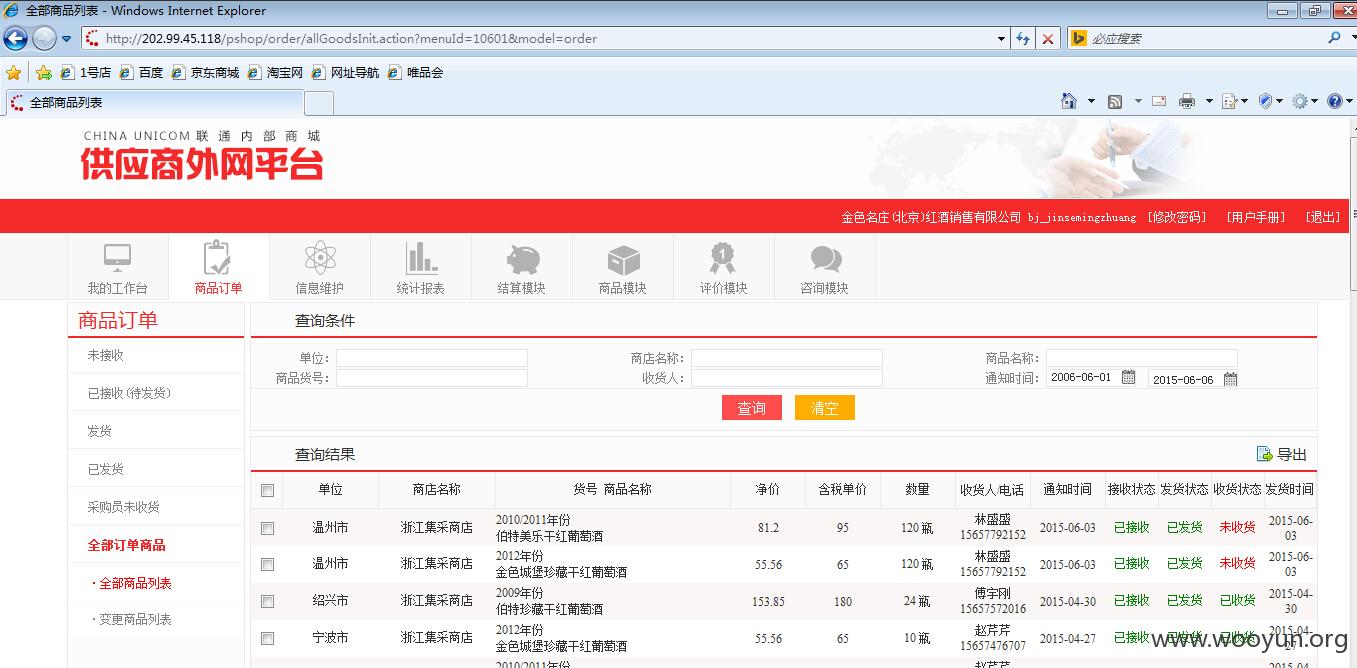 全部商品列表 - Windows Internet Explorer
http://202.99.45.118/pshop/order/allGoodsInit.action?menuId=10601&model=order
必应搜索
1号店 百度 京东商城 淘宝网 网址导航 唯品会
全部商品列表
CHINA UNICOM 联通内部商城
供应商外网平台
金色名庄(北京)红酒销售有限公司 bj_jinsemingzhuang [修改密码] [用户手册] [退出]
我的工作台 商品订单 信息维护 统计报表 结算模块 商品模块 评价模块 咨询模块
商品订单
未接收
已接收(待发货)
发货
已发货
采购员未收货
全部订单商品
·全部商品列表
·变更商品列表
查询条件
单位: 商店名称: 商品名称:
商品货号: 收货人: 通知时间: 2006-06-01 2015-06-06
查询 清空
查询结果 导出
单位 商店名称 货号 商品名称 净价 含税单价 数量 收货人/电话 通知时间 接收状态 发货状态 收货状态 发货时间
温州市 浙江集采商店 2010/2011年份 伯特美乐干红葡萄酒 81.2 95 120 瓶 林盛盛 15657792152 2015-06-03 已接收 已发货 未收货 2015-06-03
温州市 浙江集采商店 2012年份 金色城堡珍藏干红葡萄酒 55.56 65 120 瓶 林盛盛 15657792152 2015-06-03 已接收 已发货 未收货 2015-06-03
绍兴市 浙江集采商店 2009年份 伯特珍藏干红葡萄酒 153.85 180 24 瓶 傅宇刚 15657572016 2015-04-30 已接收 已发货 已收货 2015-04-30
宁波市 浙江集采商店 2012年份 金色城堡珍藏干红葡萄酒 55.56 65 10 瓶 赵芹芹 15657476707 2015-04-27 已接收 已发货 已收货 2015-04-27
www.wooyun.org